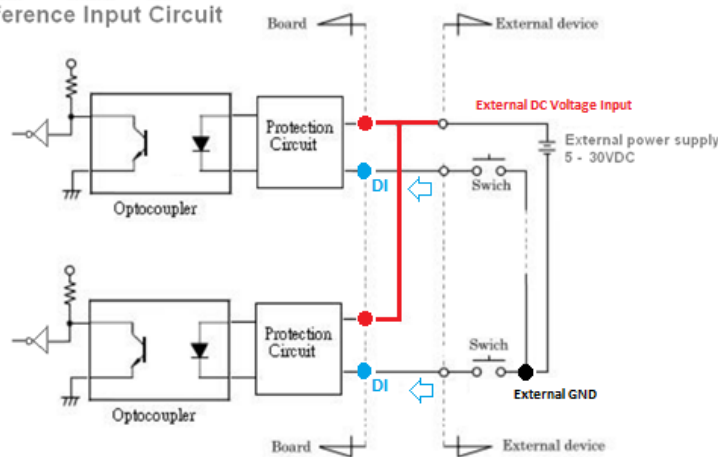 ference Input Circuit
Board
External device
External DC Voltage Input
Protection
Circuit
External power supply
5 - 30VDC
DI
Swich
Optocoupler
Protection
Circuit
Swich
DI
External GND
Optocoupler
Board
External device